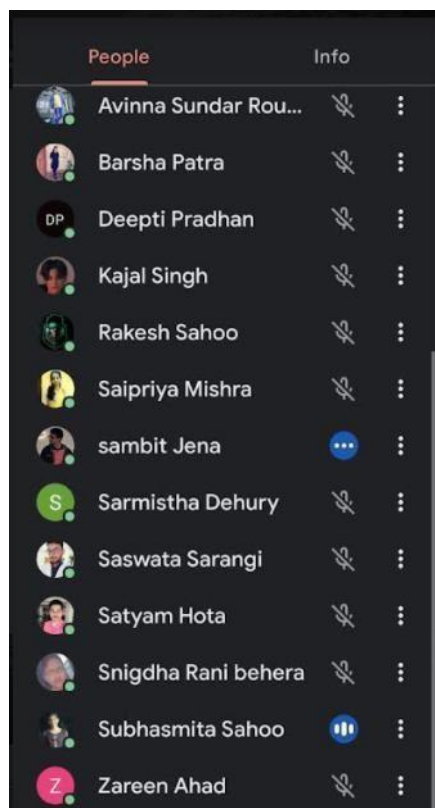 People Info
Avinna Sundar Rou...
Barsha Patra
DP Deepti Pradhan
Kajal Singh
Rakesh Sahoo
Saipriya Mishra
sambit Jena
S Sarmistha Dehury
Saswata Sarangi
Satyam Hota
Snigdha Rani behera
Subhasmita Sahoo
Z Zareen Ahad